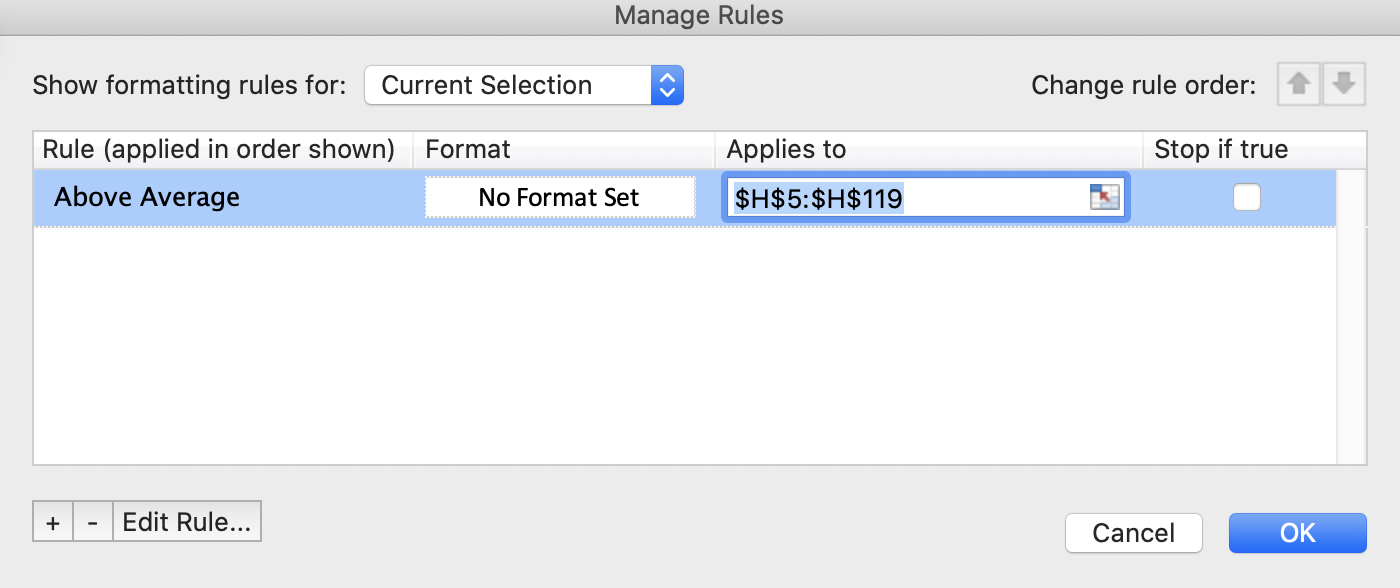 Manage Rules
Show formatting rules for: Current Selection Change rule order:
Rule (applied in order shown) Format Applies to Stop if true
Above Average No Format Set $H$5:$H$119
+ - Edit Rule... Cancel OK